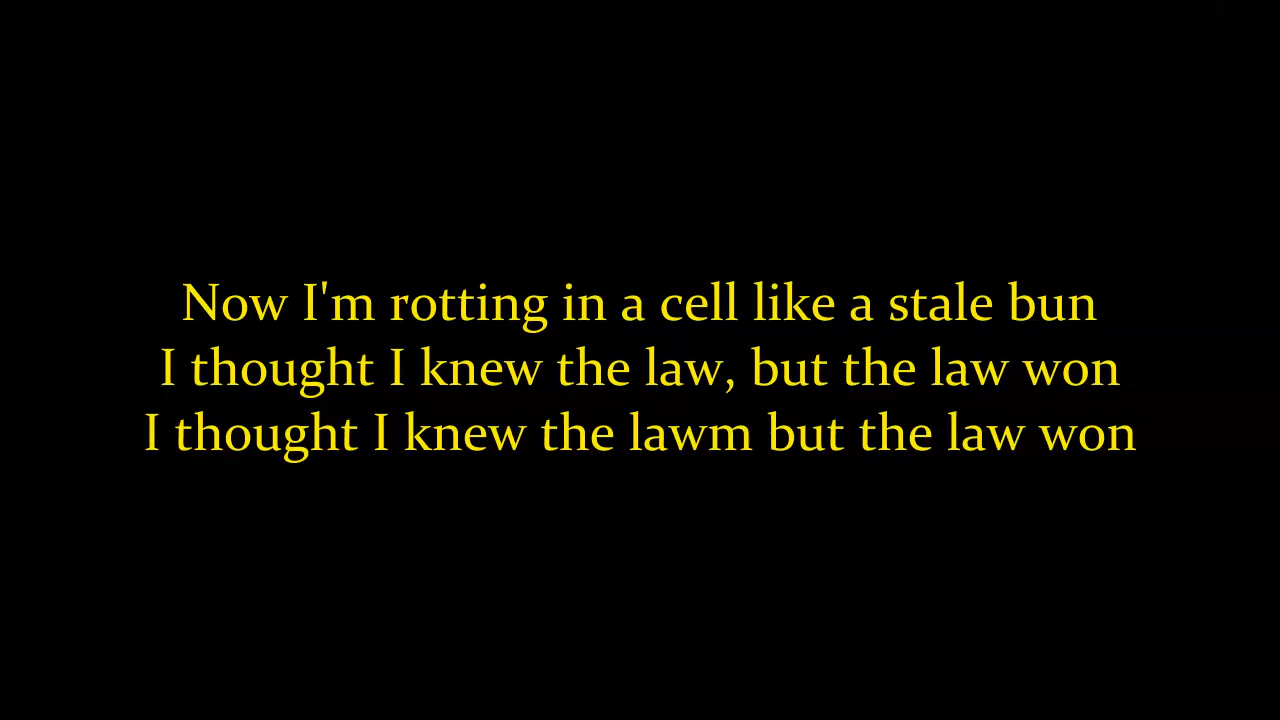 Now I'm rotting in a cell like a stale bun
I thought I knew the law, but the law won
I thought I knew the lawm but the law won